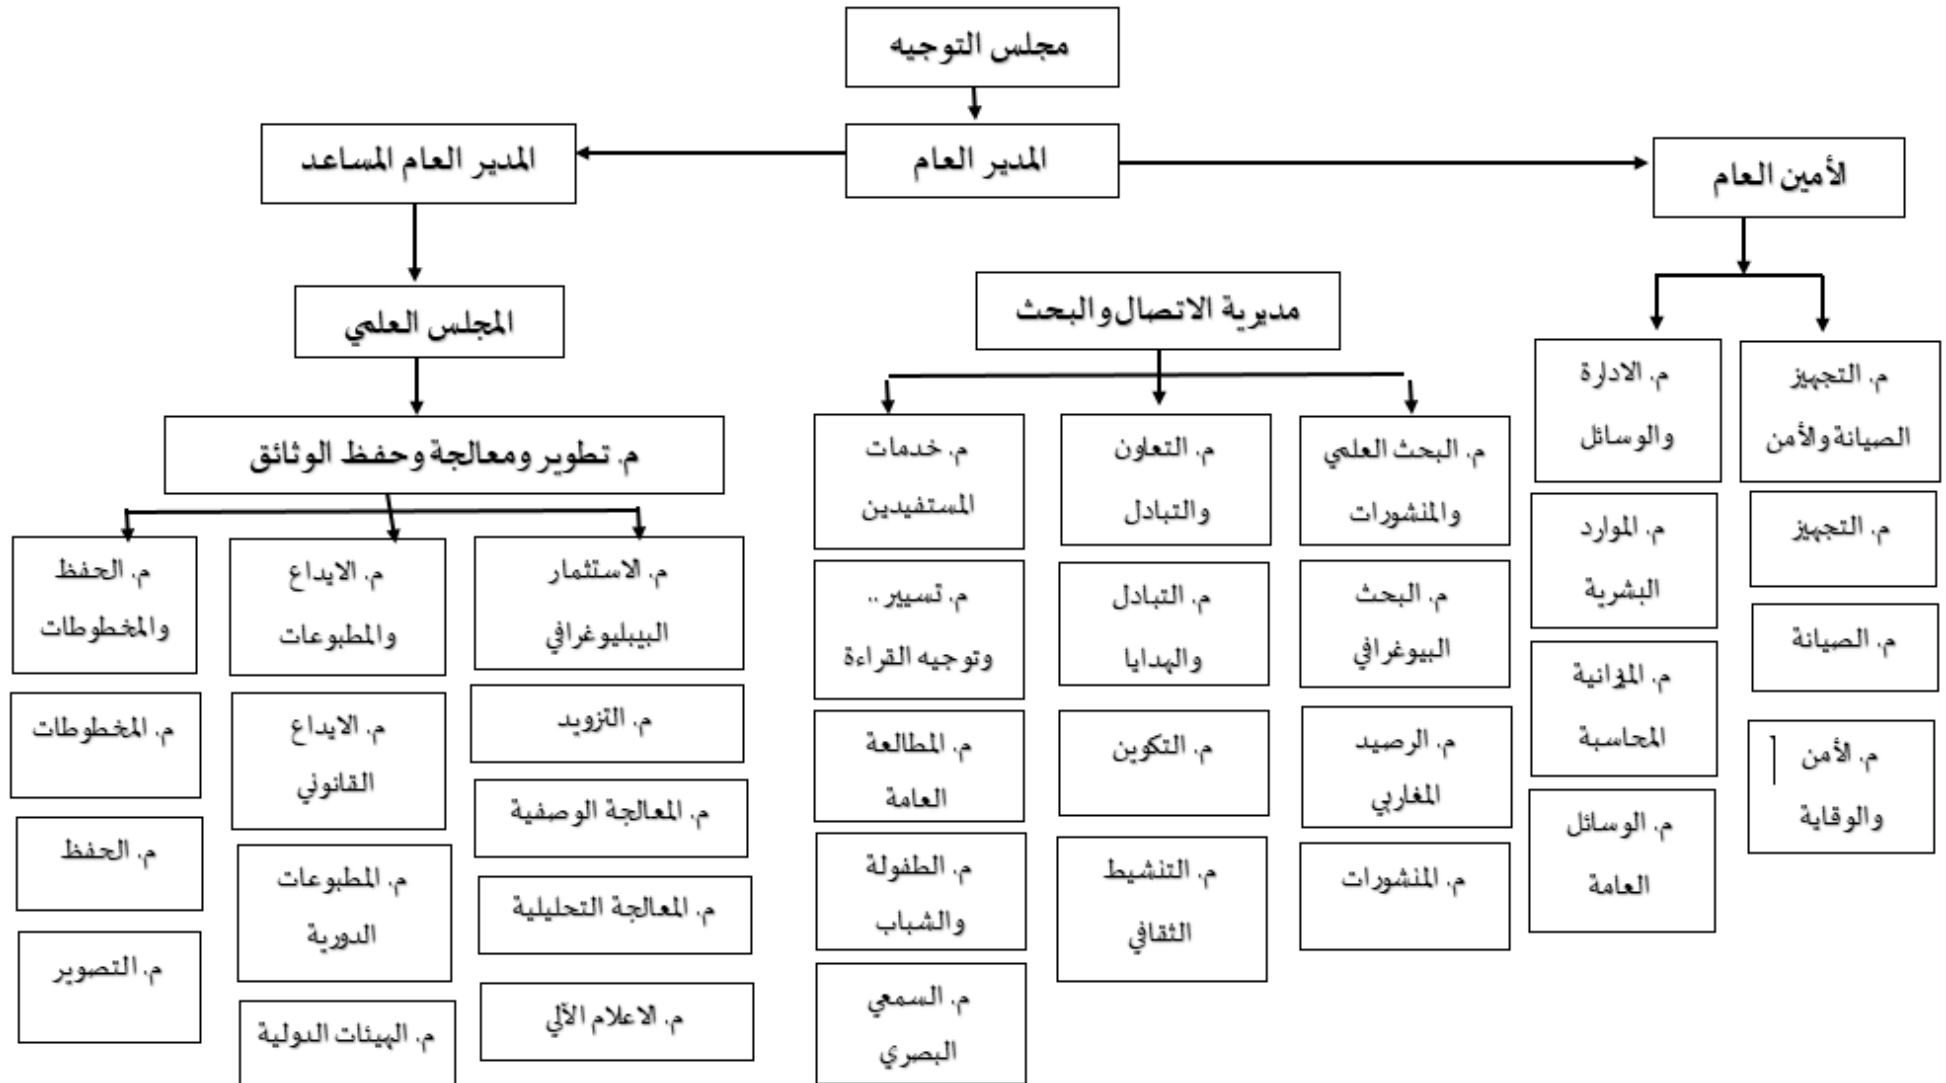 مجلس التوجيه
المدير العام
المدير العام المساعد
الأمين العام
المجلس العلمي
مديرية الاتصال والبحث
م. تطوير ومعالجة وحفظ الوثائق
م. التجهيز
الصيانة والأمن
م. التجهيز
م. الصيانة
م. الأمن
والوقاية
م. الادارة
والوسائل
م. الموارد
البشرية
المحاسبة
م. الوسائل
العامة
م. البحث العلمي
والمنشورات
م. البحث
البيوغرافي
م. الرصيد
المغاربي
م. المنشورات
م. التعاون
والتبادل
م. التبادل
والهدايا
م. التكوين
م. التنشيط
الثقافي
م. خدمات
المستفيدين
م. تسيير ..
وتوجيه القراءة
م. المطالعة
العامة
م. الطفولة
والشباب
م. السمعي
البصري
م. الاستثمار
البيبليوغرافي
م. التزويد
م. المعالجة الوصفية
م. المعالجة التحليلية
م. الاعلام الآلي
م. الايداع
والمطبوعات
م. الايداع
القانوني
م. المطبوعات
الدورية
م. الهيئات الدولية
م. الحفظ
والمخطوطات
م. المخطوطات
م. الحفظ
م. التصوير